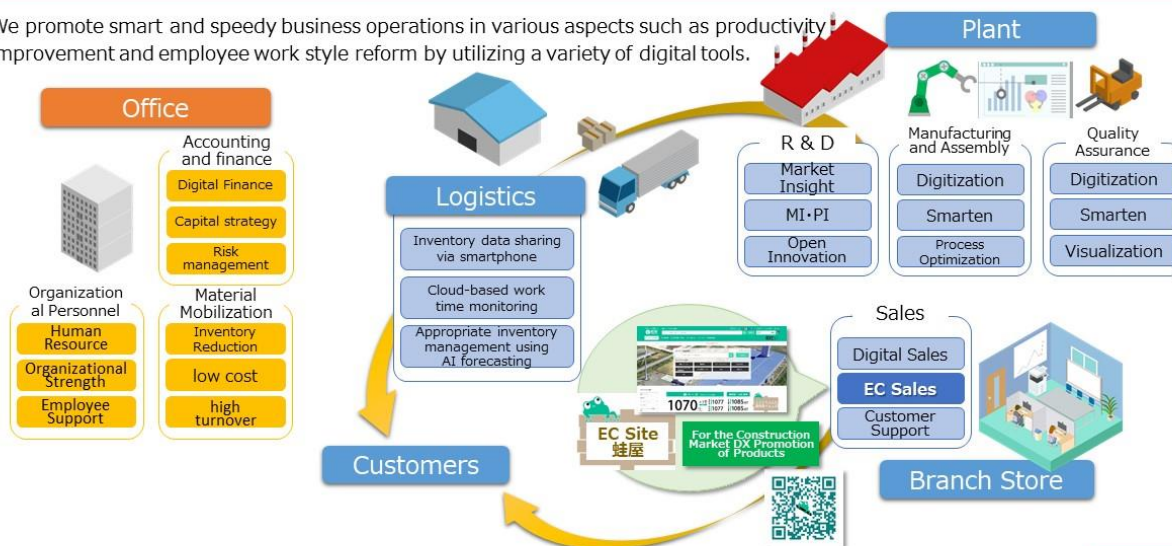 We promote smart and speedy business operations in various aspects such as productivity
improvement and employee work style reform by utilizing a variety of digital tools.
Office
Accounting
and finance
Digital Finance
Capital strategy
Risk
management
Organization
al Personnel
Human
Resource
Organizational
Strength
Employee
Support
Material
Mobilization
Inventory
Reduction
low cost
high
turnover
Logistics
Inventory data sharing
via smartphone
Cloud-based work
time monitoring
Appropriate inventory
management using
AI forecasting
Customers
Plant
R & D
Market
Insight
MI・PI
Open
Innovation
Manufacturing
and Assembly
Digitization
Smarten
Process
Optimization
Quality
Assurance
Digitization
Smarten
Visualization
Sales
Digital Sales
EC Sales
Customer
Support
Branch Store
1070
1077
1085
1077
1085
EC Site
蛙屋
For the Construction
Market DX Promotion
of Products